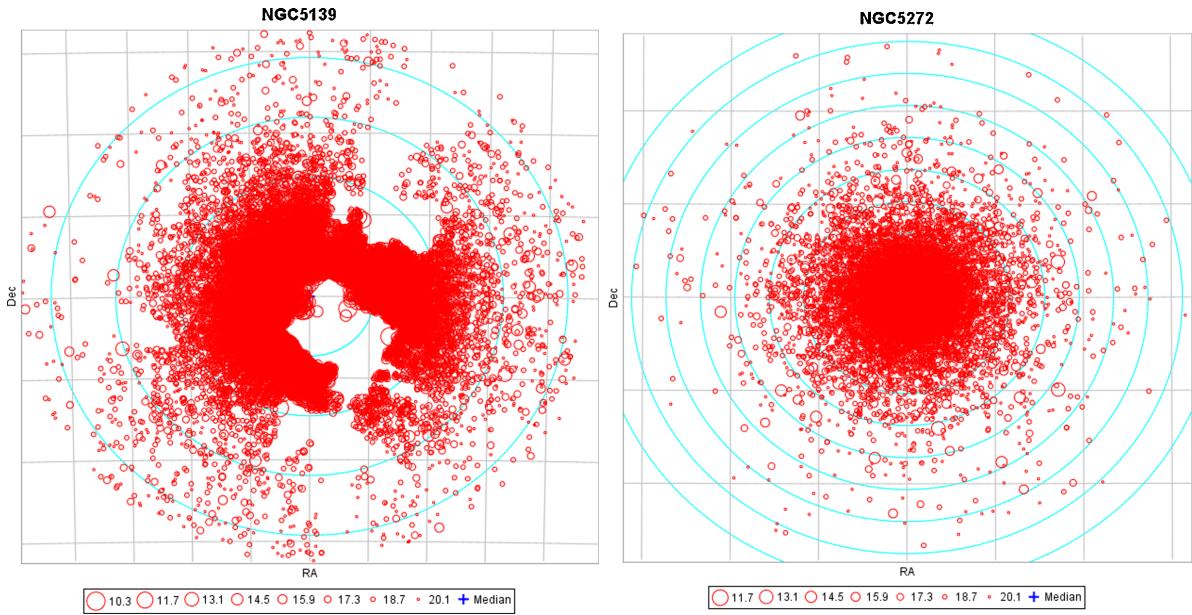 NGC5139
Dec
RA
10.3 11.7 13.1 14.5 15.9 17.3 18.7 20.1 Median
NGC5272
Dec
RA
11.7 13.1 14.5 15.9 17.3 18.7 20.1 Median